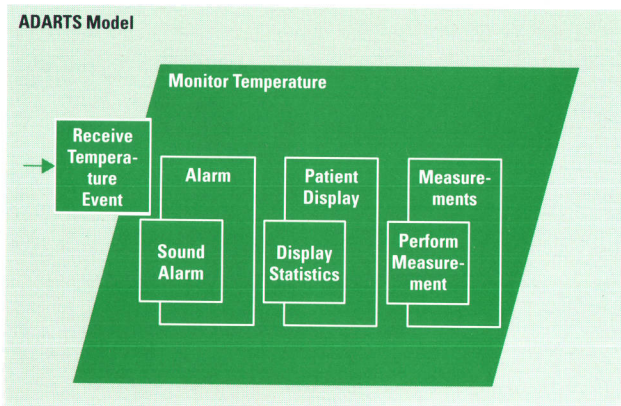 ADARTS Model
Monitor Temperature
Receive
Tempera-
ture
Event
Alarm
Sound
Alarm
Patient
Display
Display
Statistics
Measure-
ments
Perform
Measure-
ment